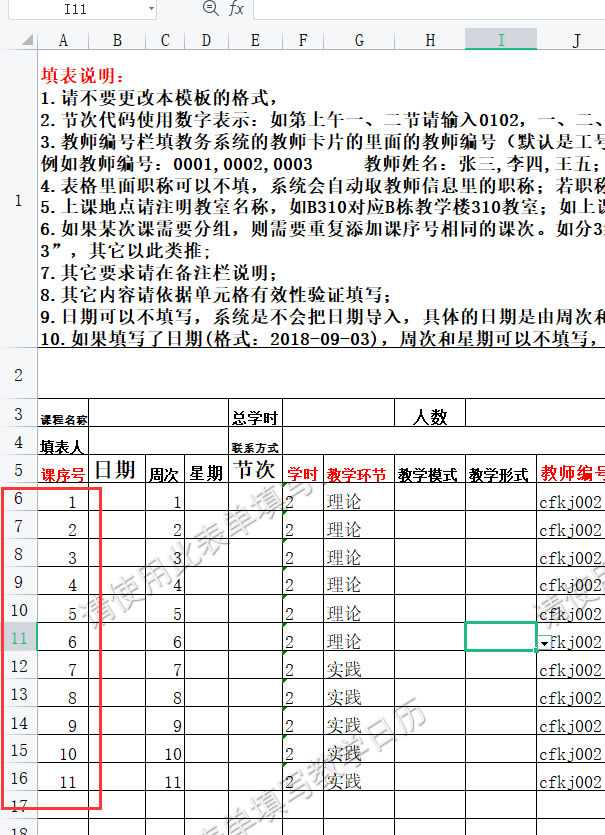 I11 fx
A B C D E F G H I J
填表说明：
1.请不要更改本模板的格式,
2.节次代码使用数字表示：如第上午一、二节请输入0102，一、二、
3.教师编号栏填教务系统的教师卡片的里面的教师编号（默认是工号
例如教师编号：0001,0002,0003 教师姓名：张三,李四,王五;
4.表格里面职称可以不填，系统会自动取教师信息里的职称；若职称
1 5.上课地点请注明教室名称，如B310对应B栋教学楼310教室；如上课
6.如果某次课需要分组，则需要重复添加课序号相同的课次。如分3
3”，其它以此类推;
7.其它要求请在备注栏说明；
8.其它内容请依据单元格有效性验证填写；
9.日期可以不填写，系统是不会把日期导入，具体的日期是由周次和
10.如果填写了日期(格式：2018-09-03)，周次和星期可以不填写，
2
3 课程名称 总学时 人数
4 填表人 联系方式
5 课序号 日期 周次 星期 节次 学时 教学环节 教学模式 教学形式 教师编号
6 1 1 2 理论 cfkj002
7 2 2 2 理论 cfkj002
8 3 3 2 理论 cfkj002
9 4 4 2 理论 cfkj002
10 5 5 2 理论 cfkj002
11 6 6 2 理论 cfkj002
12 7 7 2 实践 cfkj002
13 8 8 2 实践 cfkj002
14 9 9 2 实践 cfkj002
15 10 10 2 实践 cfkj002
16 11 11 2 实践 cfkj002
17
18
请使用此表单填写
表单填写教学日历
请